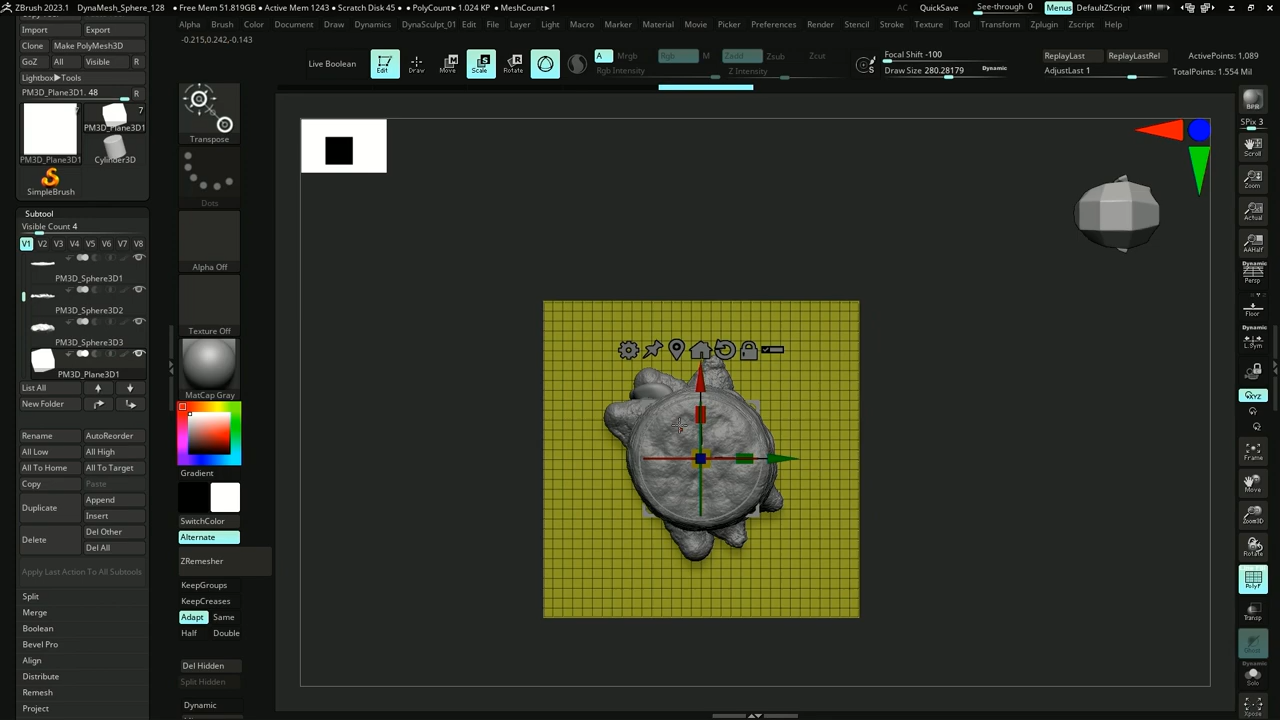 ZBrush 2023.1
DynaMesh_Sphere_128
• Free Mem 51.819GB • Active Mem 1243 • Scratch Disk 45 •
• PolyCount▸1.024 KP • MeshCount▸1
AC
QuickSave
See-through 0
Menus
DefaultZScript
Import
Export
Alpha
Brush
Color
Document
Draw
Dynamics
DynaSculpt_01
Edit
File
Layer
Light
Macro
Marker
Material
Movie
Picker
Preferences
Render
Stencil
Stroke
Texture
Tool
Transform
Zplugin
Zscript
Help
-0.215,0.242,-0.143
Clone
Make PolyMesh3D
GoZ
All
Visible
R
Lightbox▸Tools
PM3D_Plane3D1. 48
R
Live Boolean
Edit
Draw
Move
Scale
Rotate
A
Mrgb
Rgb
M
Rgb Intensity
Zadd
Zsub
Zcut
Z Intensity
S
Focal Shift -100
Draw Size 280.28179
Dynamic
ReplayLast
ReplayLastRel
AdjustLast 1
ActivePoints: 1,089
TotalPoints: 1.554 Mil
7
7
PM3D_Plane3D1
Cylinder3D
PM3D_Plane3D1
SimpleBrush
Subtool
Visible Count 4
V1
V2
V3
V4
V5
V6
V7
V8
PM3D_Sphere3D1
PM3D_Sphere3D2
PM3D_Sphere3D3
PM3D_Plane3D1
List All
New Folder
Rename
AutoReorder
All Low
All High
All To Home
All To Target
Copy
Paste
Duplicate
Append
Insert
Delete
Del Other
Del All
Apply Last Action To All Subtools
Split
Merge
Boolean
Bevel Pro
Align
Distribute
Remesh
Project
Transpose
Dots
Alpha Off
Texture Off
MatCap Gray
Gradient
SwitchColor
Alternate
ZRemesher
KeepGroups
KeepCreases
Adapt
Same
Half
Double
Del Hidden
Split Hidden
Dynamic
BPR
SPix 3
Scroll
Zoom
Actual
AAHalf
Dynamic
Persp
Floor
Dynamic
L.Sym
XYZ
Frame
Move
Zoom3D
Rotate
PolyF
Transp
Ghost
Dynamic
Solo
Xpose